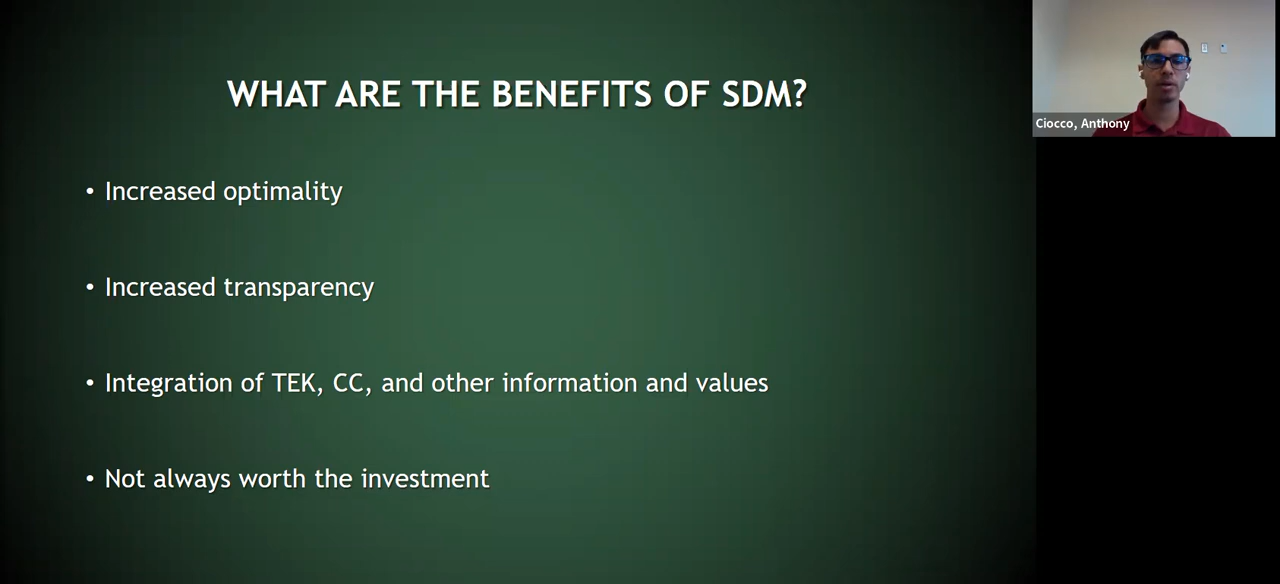 WHAT ARE THE BENEFITS OF SDM?
• Increased optimality
• Increased transparency
• Integration of TEK, CC, and other information and values
• Not always worth the investment
Ciocco, Anthony